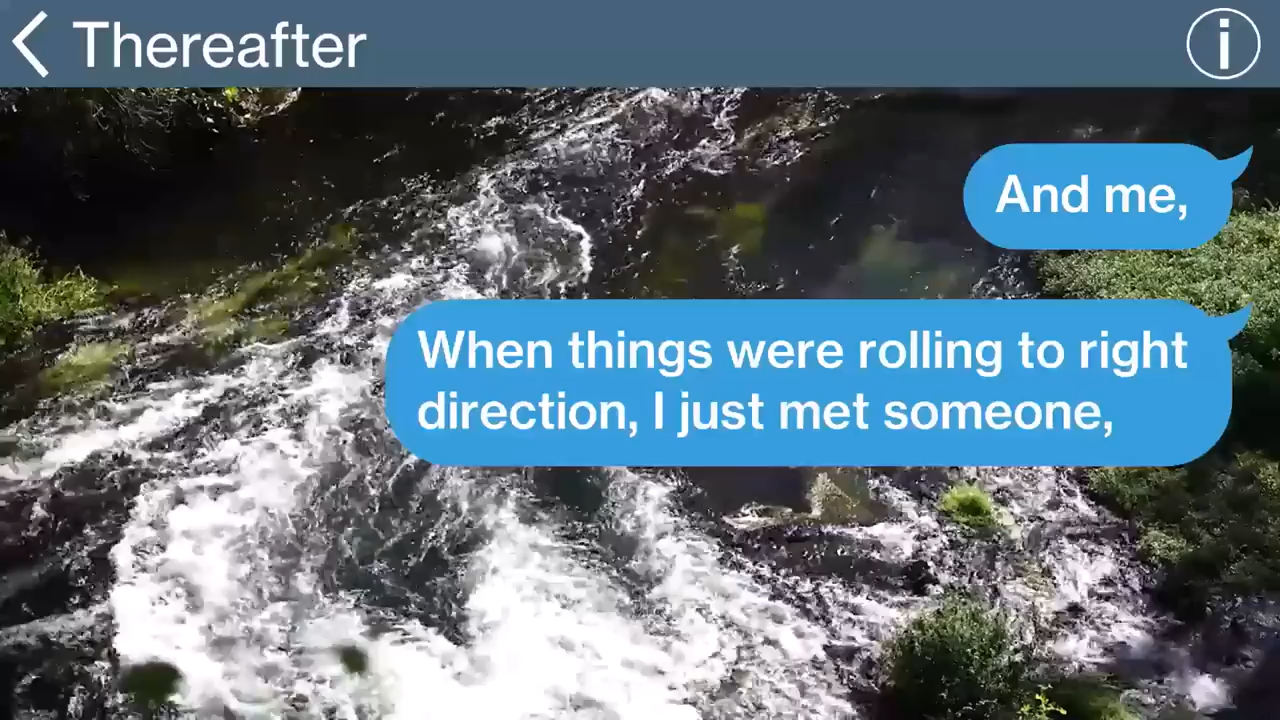 Thereafter
And me,
When things were rolling to right
direction, I just met someone,